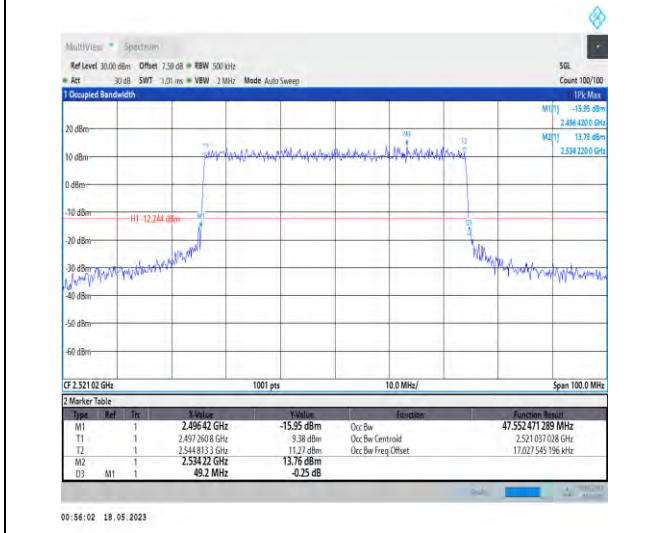 MultiView Spectrum
Ref Level 30.00 dBm Offset 7.59 dB RBW 500 kHz SGL
Att 30 dB SWT 1.01 ms VBW 2 MHz Mode Auto Sweep Count 100/100
1 Occupied Bandwidth 1Pk Max
M1[1] -15.95 dBm
2.496 420 0 GHz
M2[1] 13.76 dBm
2.534 220 0 GHz
20 dBm
10 dBm
0 dBm
-10 dBm
H1 -12.244 dBm
M1
-20 dBm
-30 dBm
-40 dBm
-50 dBm
-60 dBm
CF 2.521 02 GHz 1001 pts 10.0 MHz/ Span 100.0 MHz
2 Marker Table
Type Ref Trc X-Value Y-Value Function Function Result
M1 1 2.496 42 GHz -15.95 dBm Occ Bw 47.552 471 289 MHz
T1 1 2.497 260 8 GHz 9.38 dBm Occ Bw Centroid 2.521 037 028 GHz
T2 1 2.544 813 3 GHz 11.27 dBm Occ Bw Freq Offset 17.027 545 196 kHz
M2 1 2.534 22 GHz 13.76 dBm
D3 M1 1 49.2 MHz -0.25 dB
00:56:02 18.05.2023